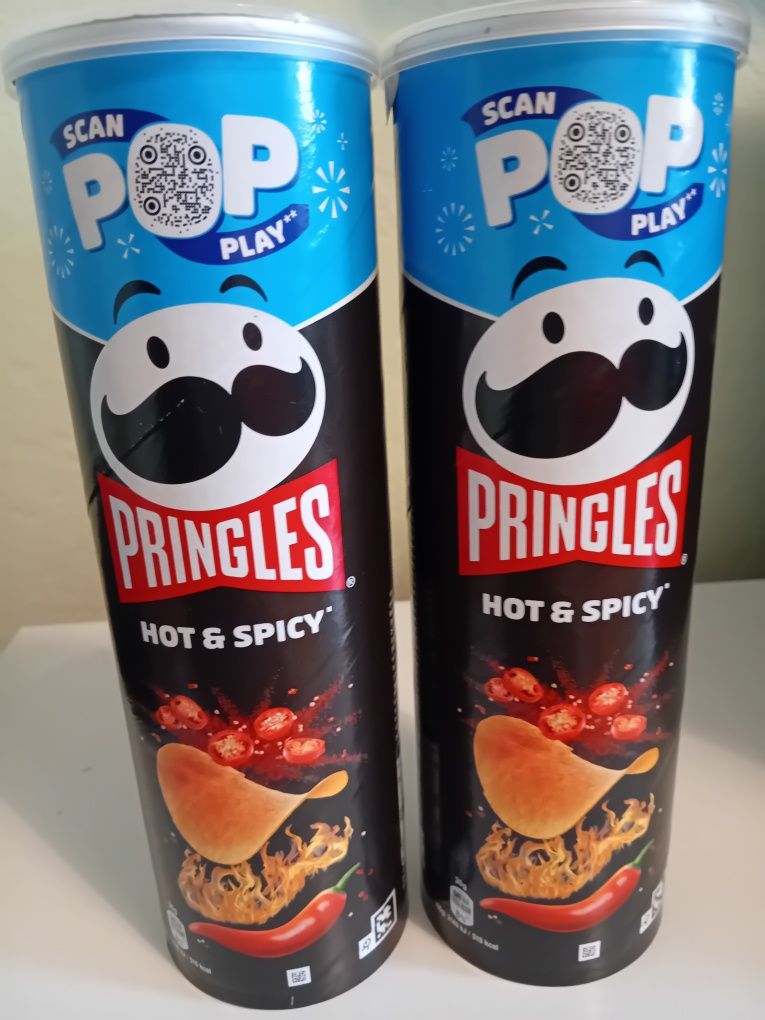 SCAN
POP
PLAY**
PRINGLES®
HOT & SPICY*
SCAN
POP
PLAY**
PRINGLES®
HOT & SPICY*